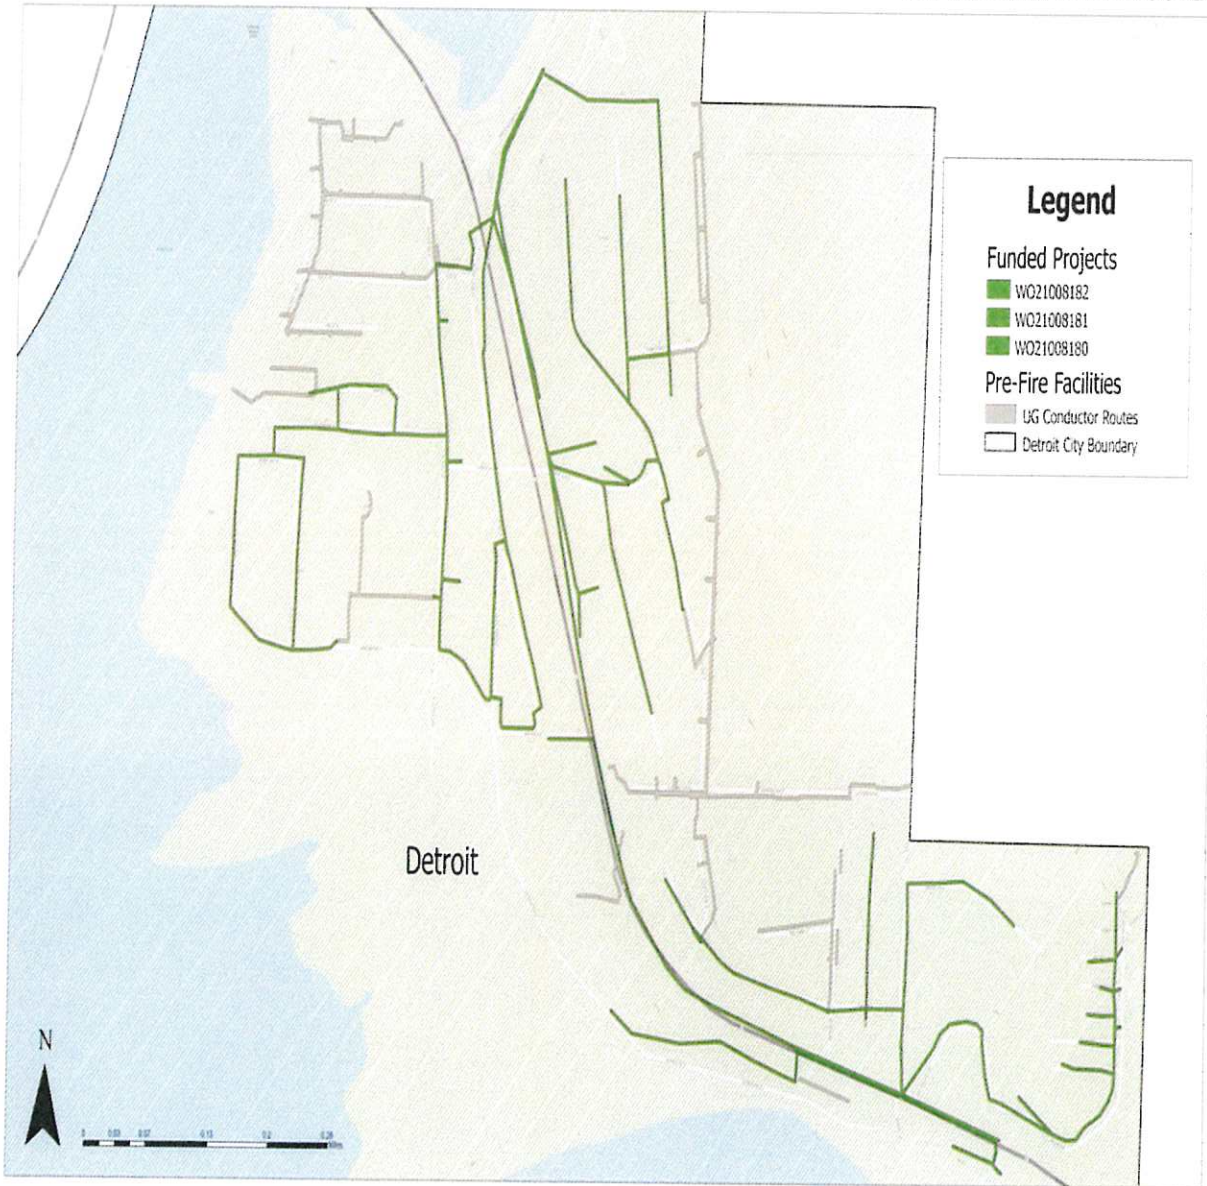 Legend
Funded Projects
WO21008182
WO21008181
WO21008180
Pre-Fire Facilities
UG Conductor Routes
Detroit City Boundary
Detroit
N